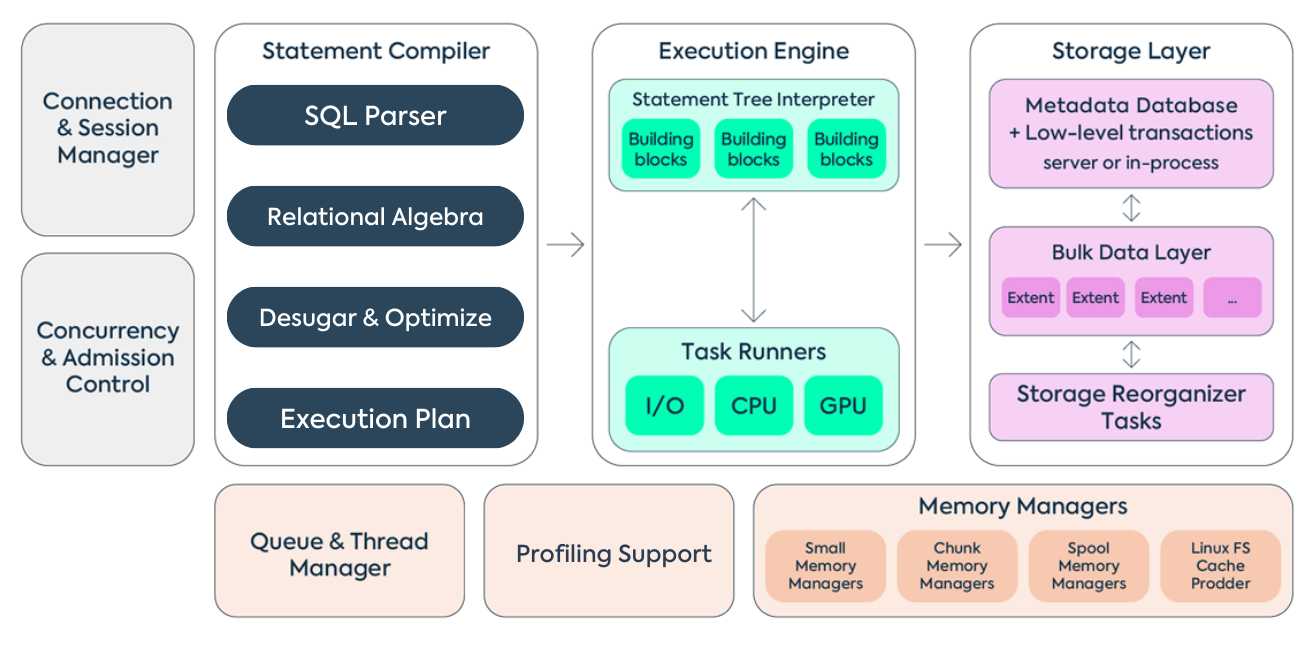 Connection
& Session
Manager
Concurrency
& Admission
Control
Statement Compiler
SQL Parser
Relational Algebra
Desugar & Optimize
Execution Plan
Execution Engine
Statement Tree Interpreter
Building
blocks
Building
blocks
Building
blocks
Task Runners
I/O
CPU
GPU
Storage Layer
Metadata Database
+ Low-level transactions
server or in-process
Bulk Data Layer
Extent
Extent
Extent
...
Storage Reorganizer
Tasks
Queue & Thread
Manager
Profiling Support
Memory Managers
Small
Memory
Managers
Chunk
Memory
Managers
Spool
Memory
Managers
Linux FS
Cache
Prodder